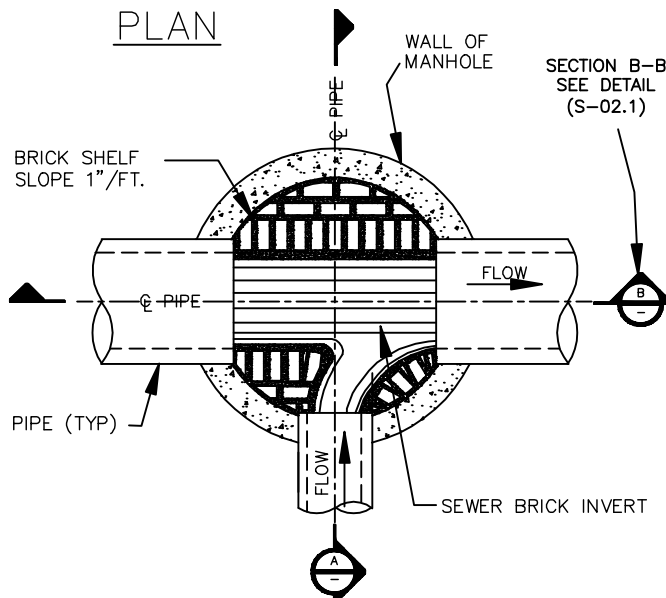 PLAN
WALL OF
MANHOLE
SECTION B-B
SEE DETAIL
(S-02.1)
℄ PIPE
BRICK SHELF
SLOPE 1"/FT.
FLOW
℄ PIPE
B
-
PIPE (TYP)
FLOW
SEWER BRICK INVERT
A
-